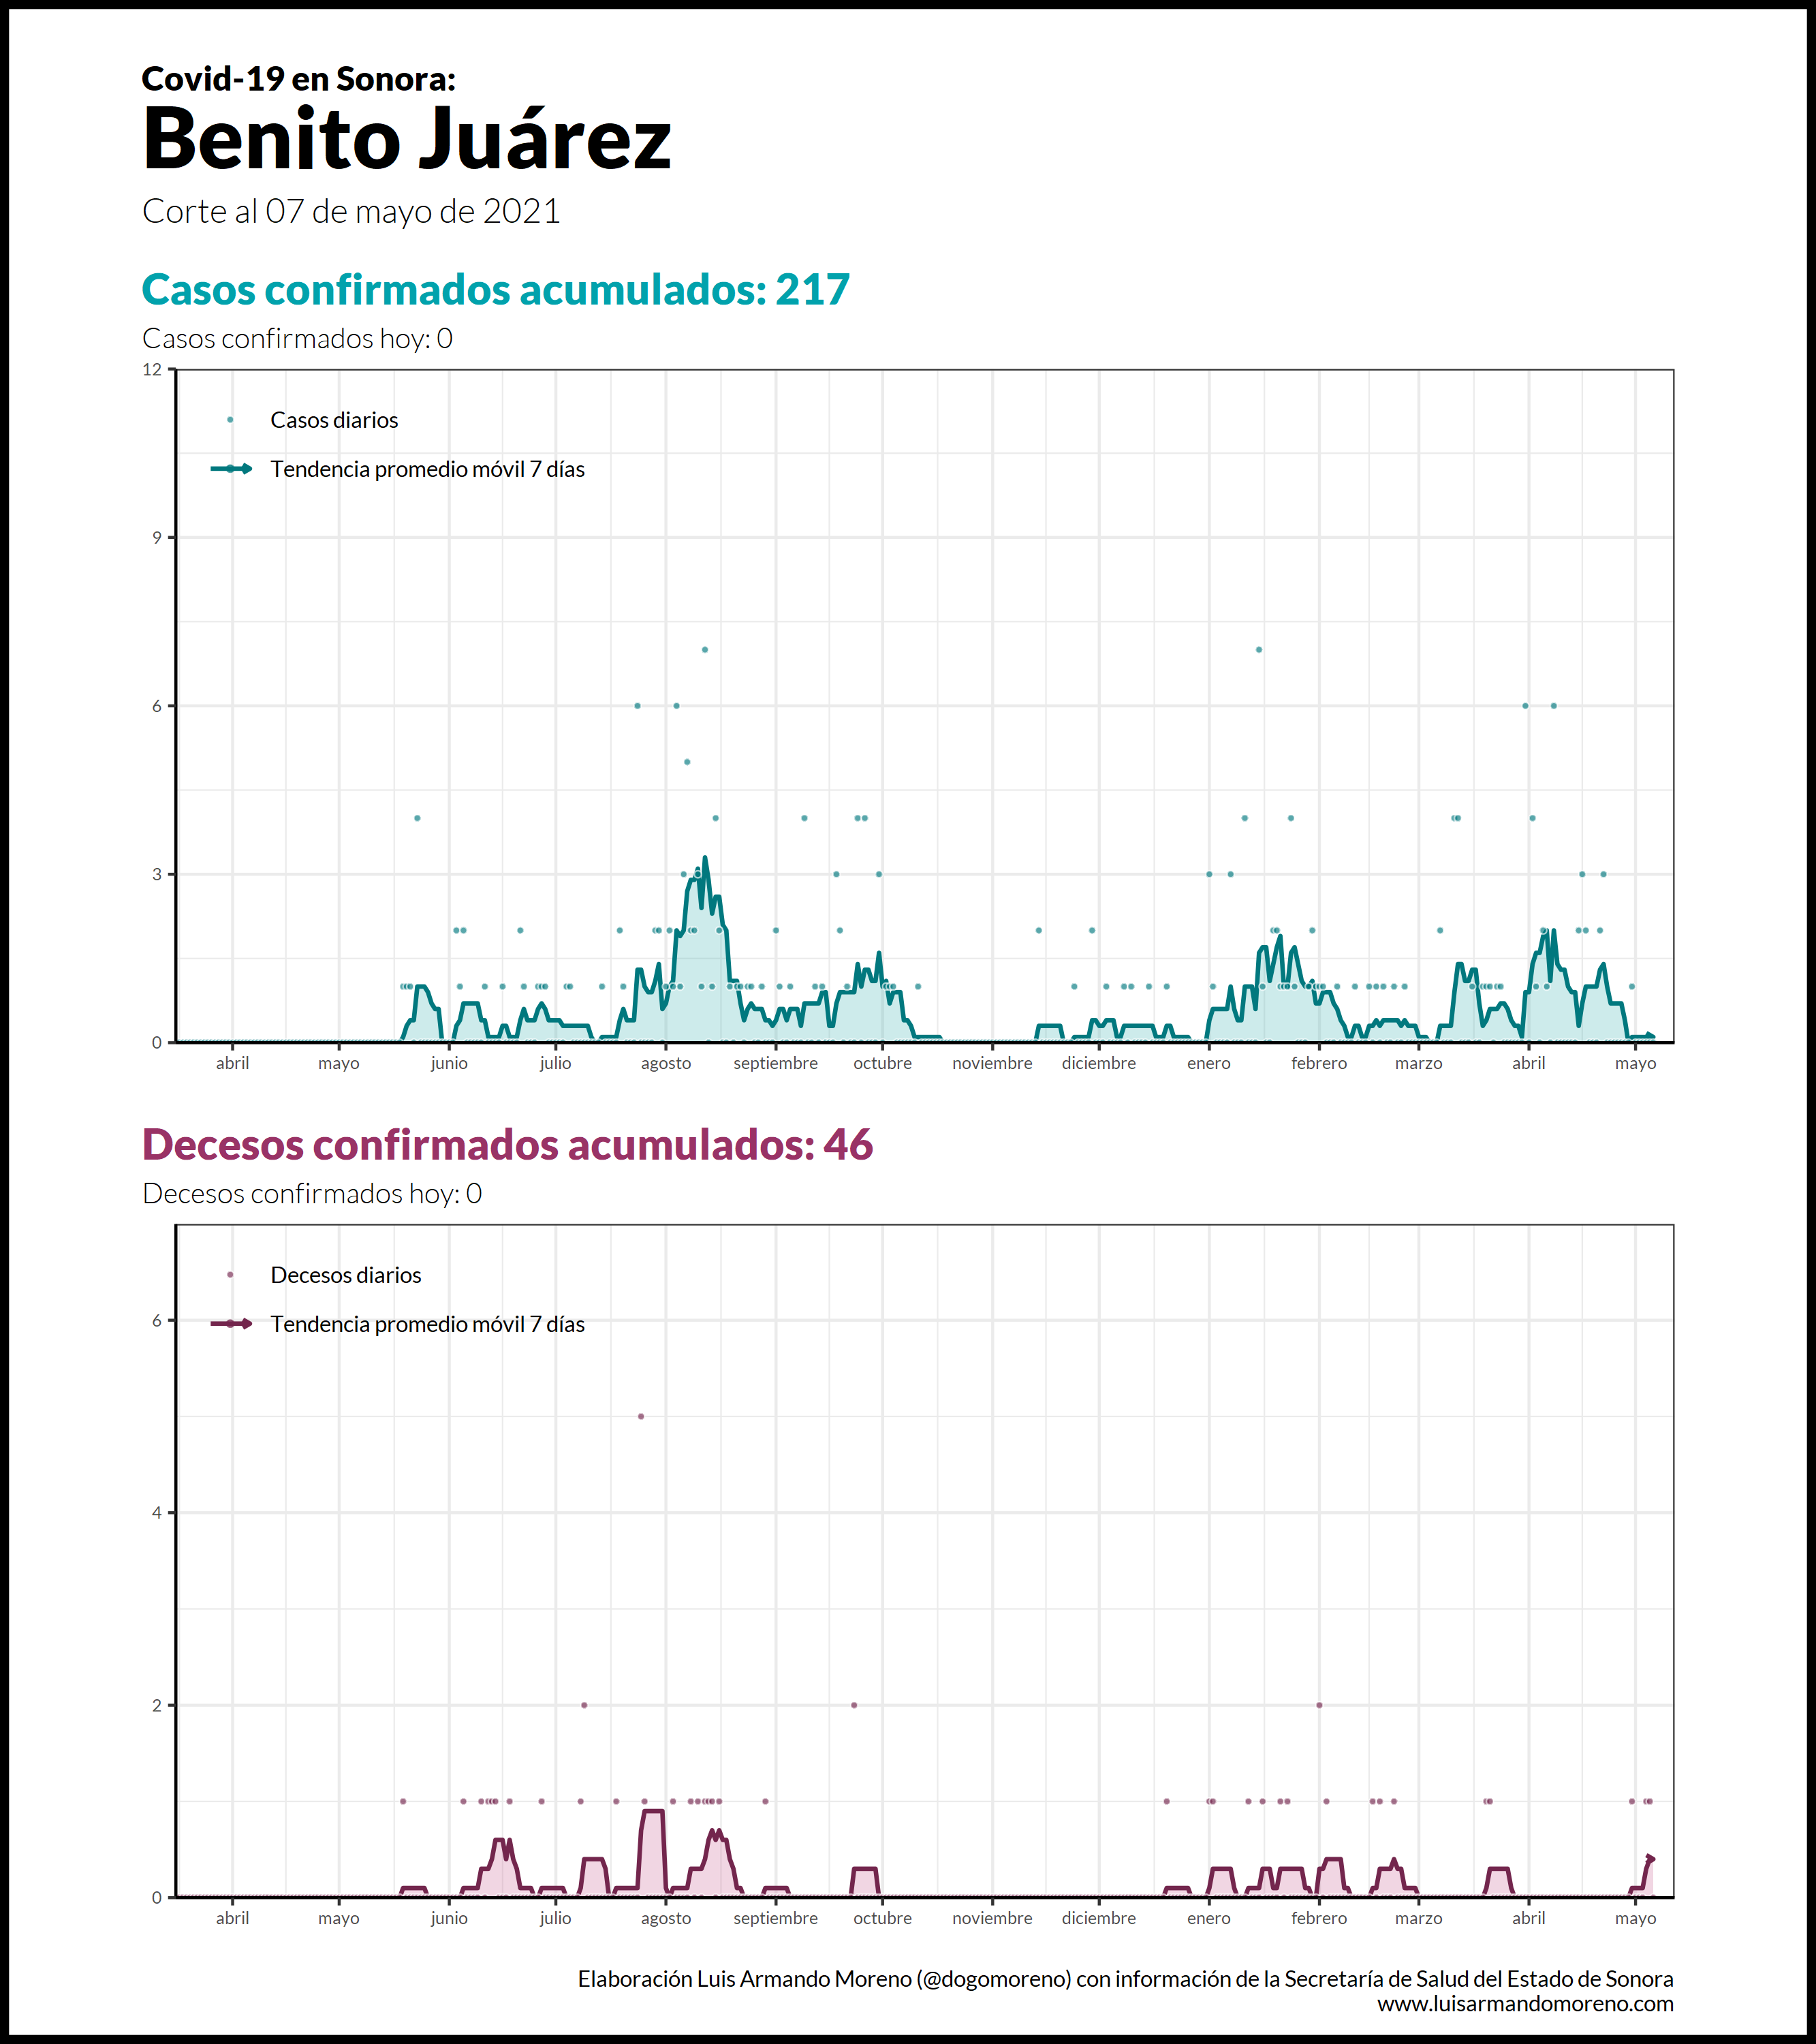 Covid-19 en Sonora:
Benito Juárez
Corte al 07 de mayo de 2021
Casos confirmados acumulados: 217
Casos confirmados hoy: 0
12
9
6
3
0
Casos diarios
Tendencia promedio móvil 7 días
abril mayo junio julio agosto septiembre octubre noviembre diciembre enero febrero marzo abril mayo
Decesos confirmados acumulados: 46
Decesos confirmados hoy: 0
6
4
2
0
Decesos diarios
Tendencia promedio móvil 7 días
abril mayo junio julio agosto septiembre octubre noviembre diciembre enero febrero marzo abril mayo
Elaboración Luis Armando Moreno (@dogomoreno) con información de la Secretaría de Salud del Estado de Sonora
www.luisarmandomoreno.com